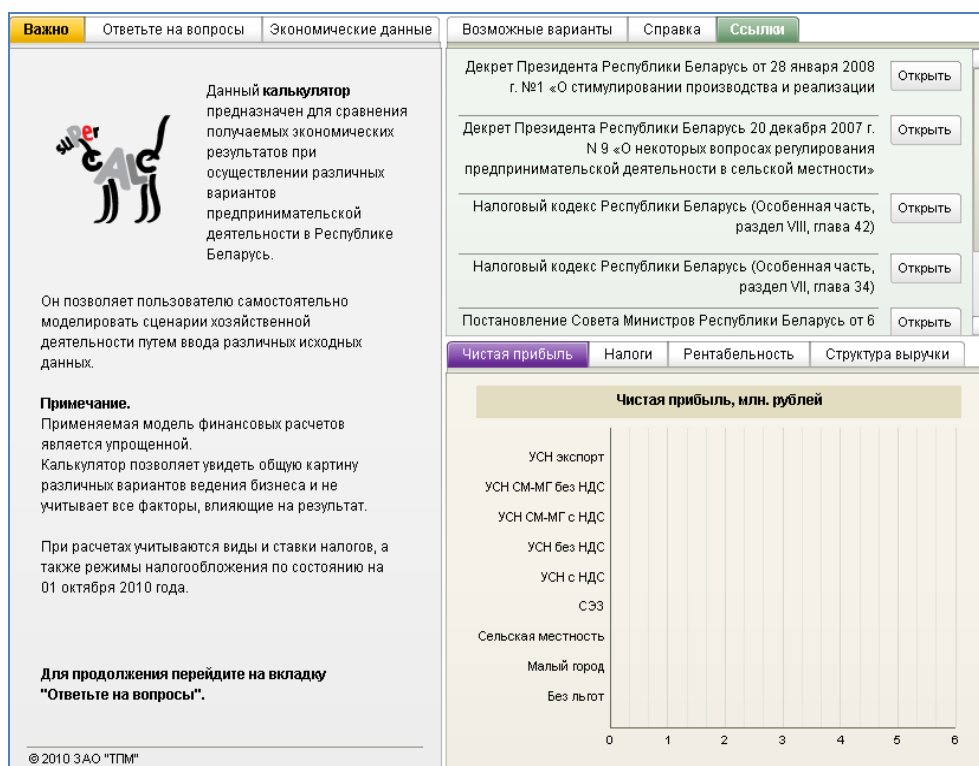 Важно
Ответьте на вопросы
Экономические данные
Данный калькулятор
предназначен для сравнения
получаемых экономических
результатов при
осуществлении различных
вариантов
предпринимательской
деятельности в Республике
Беларусь.
super
CALC
Он позволяет пользователю самостоятельно
моделировать сценарии хозяйственной
деятельности путем ввода различных исходных
данных.
Примечание.
Применяемая модель финансовых расчетов
является упрощенной.
Калькулятор позволяет увидеть общую картину
различных вариантов ведения бизнеса и не
учитывает все факторы, влияющие на результат.
При расчетах учитываются виды и ставки налогов, а
также режимы налогообложения по состоянию на
01 октября 2010 года.
Для продолжения перейдите на вкладку
"Ответьте на вопросы".
© 2010 ЗАО "ТПМ"
Возможные варианты
Справка
Ссылки
Декрет Президента Республики Беларусь от 28 января 2008
г. №1 «О стимулировании производства и реализации
Открыть
Декрет Президента Республики Беларусь 20 декабря 2007 г.
N 9 «О некоторых вопросах регулирования
предпринимательской деятельности в сельской местности»
Открыть
Налоговый кодекс Республики Беларусь (Особенная часть,
раздел VIII, глава 42)
Открыть
Налоговый кодекс Республики Беларусь (Особенная часть,
раздел VII, глава 34)
Открыть
Постановление Совета Министров Республики Беларусь от 6
Открыть
Чистая прибыль
Налоги
Рентабельность
Структура выручки
Чистая прибыль, млн. рублей
УСН экспорт
УСН СМ-МГ без НДС
УСН СМ-МГ с НДС
УСН без НДС
УСН с НДС
СЭЗ
Сельская местность
Малый город
Без льгот
0 1 2 3 4 5 6